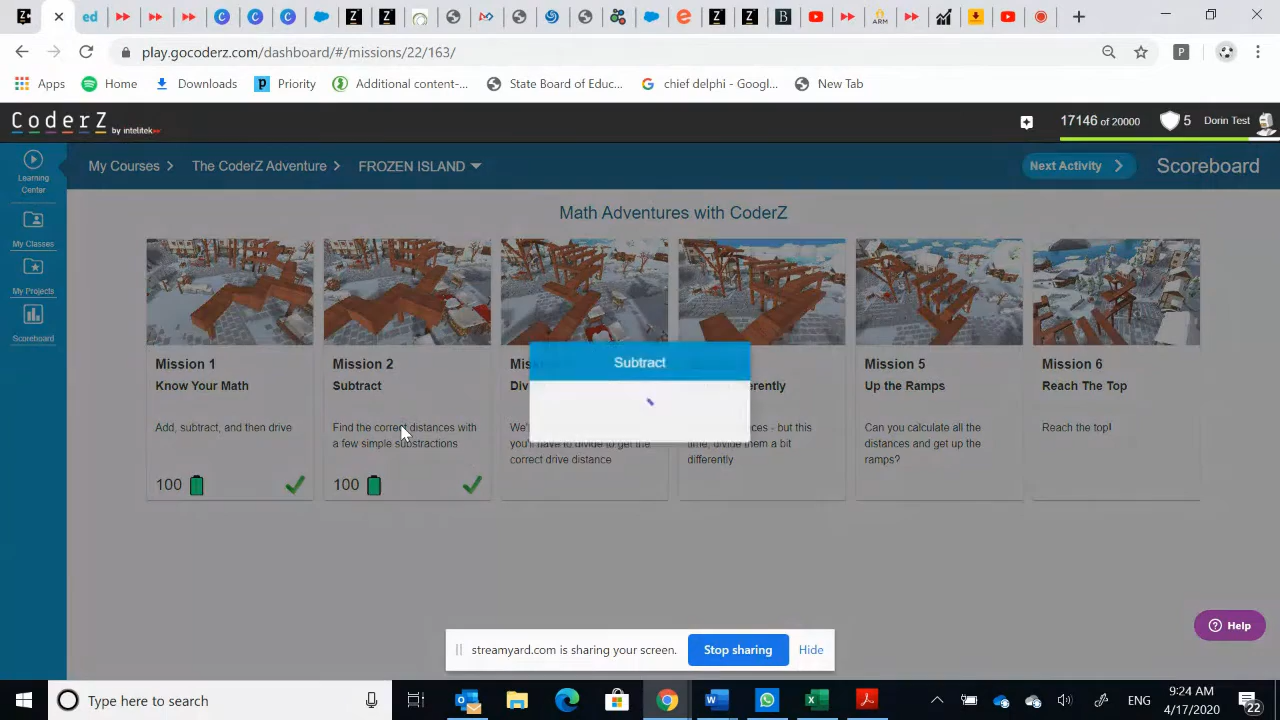 ed
play.gocoderz.com/dashboard/#/missions/22/163/
P
Apps Home Downloads Priority Additional content-... State Board of Educ... chief delphi - Googl... New Tab
CoderZ by intelitek
17146 of 20000 5 Dorin Test
Learning Center
My Classes
My Projects
Scoreboard
My Courses The CoderZ Adventure FROZEN ISLAND Next Activity Scoreboard
Math Adventures with CoderZ
Mission 1
Know Your Math
Add, subtract, and then drive
100
Mission 2
Subtract
Find the correct distances with
a few simple substractions
100
Subtract
you'll have to divide to get the
correct drive distance
time, divide them a bit
differently
Mission 5
Up the Ramps
Can you calculate all the
distances and get up the
ramps?
Mission 6
Reach The Top
Reach the top!
streamyard.com is sharing your screen. Stop sharing Hide
Help
Type here to search
ENG
9:24 AM
4/17/2020
22